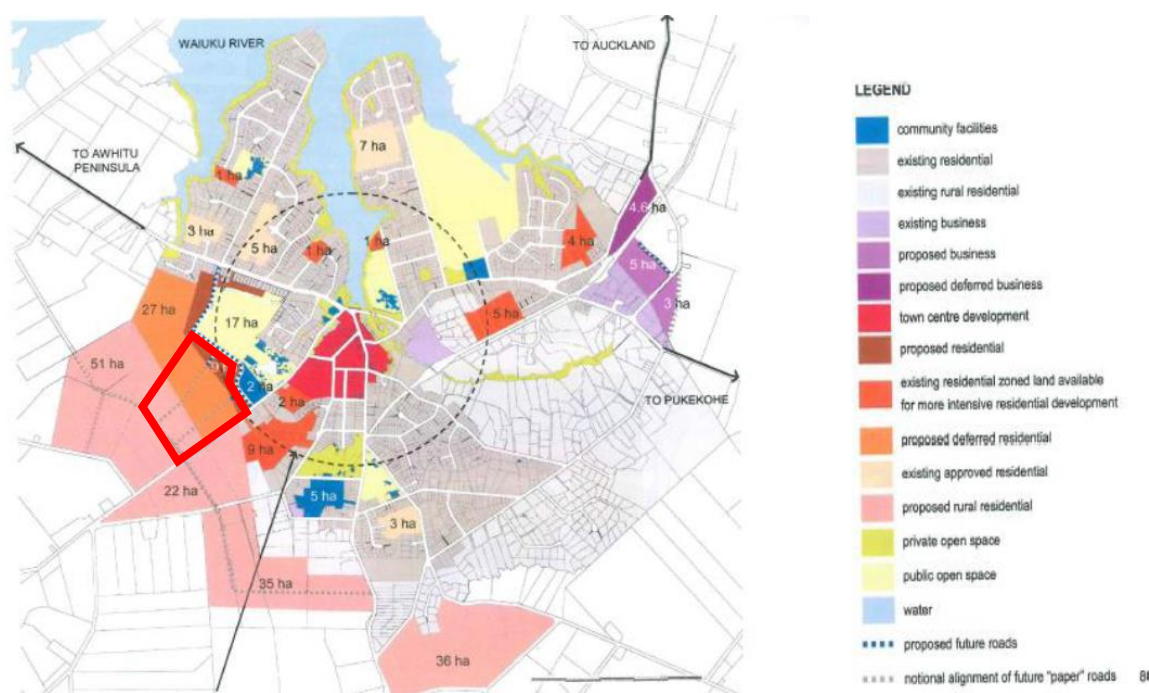 WAIUKU RIVER
TO AUCKLAND
TO AWHITU
PENINSULA
7 ha
1 ha
3 ha
5 ha
1 ha
1 ha
4 ha
4.6 ha
5 ha
3 ha
27 ha
17 ha
5 ha
51 ha
2 ha
2 ha
TO PUKEKOHE
9 ha
22 ha
5 ha
3 ha
35 ha
36 ha
LEGEND
community facilities
existing residential
existing rural residential
existing business
proposed business
proposed deferred business
town centre development
proposed residential
existing residential zoned land available
for more intensive residential development
proposed deferred residential
existing approved residential
proposed rural residential
private open space
public open space
water
proposed future roads
notional alignment of future "paper" roads